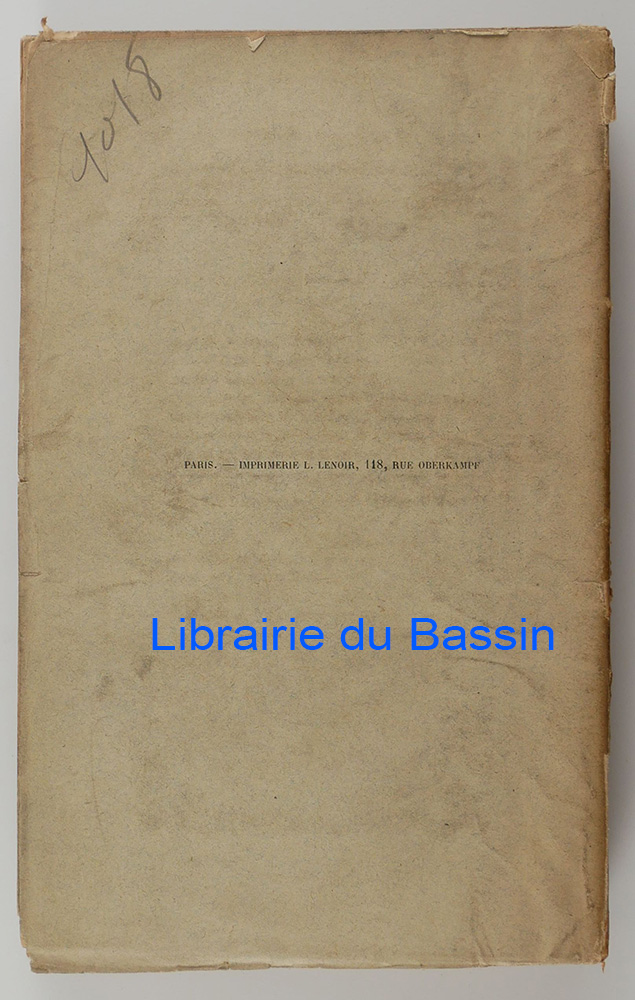 1018
PARIS. — IMPRIMERIE L. LENOIR, 118, RUE OBERKAMPF
Librairie du Bassin